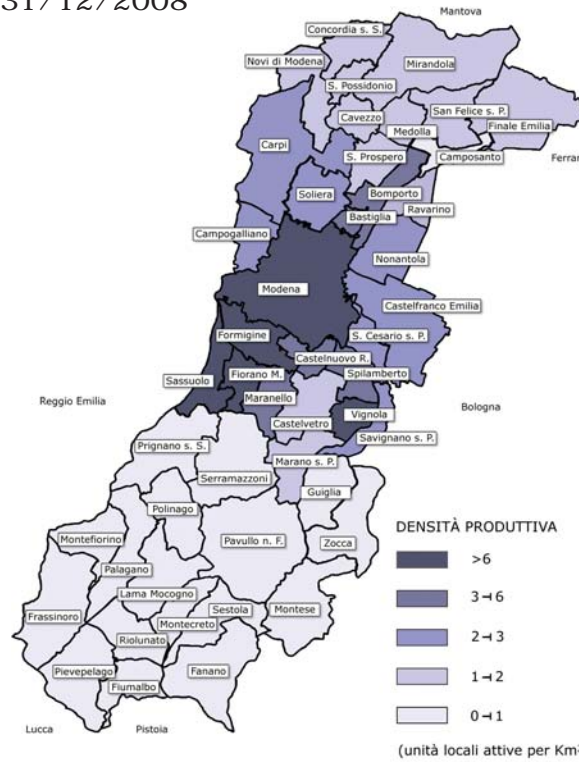 31/12/2008
Mantova
Concordia s. S.
Novi di Modena
Mirandola
S. Possidonio
San Felice s. P.
Cavezzo
Finale Emilia
Medolla
Carpi
S. Prospero
Camposanto
Ferrar
Soliera
Bomporto
Ravarino
Bastiglia
Campogalliano
Nonantola
Modena
Castelfranco Emilia
Formigine
S. Cesario s. P.
Castelnuovo R.
Sassuolo
Fiorano M.
Spilamberto
Maranello
Reggio Emilia
Vignola
Bologna
Castelvetro
Savignano s. P.
Prignano s. S.
Marano s. P.
Serramazzoni
Guiglia
Polinago
DENSITÀ PRODUTTIVA
Montefiorino
Pavullo n. F.
Zocca
>6
Palagano
Lama Mocogno
3⊣6
Frassinoro
Sestola
Montese
Montecreto
2⊣3
Riolunato
Pievepelago
Fanano
1⊣2
Fiumalbo
0⊣1
Lucca
Pistoia
(unità locali attive per Km²